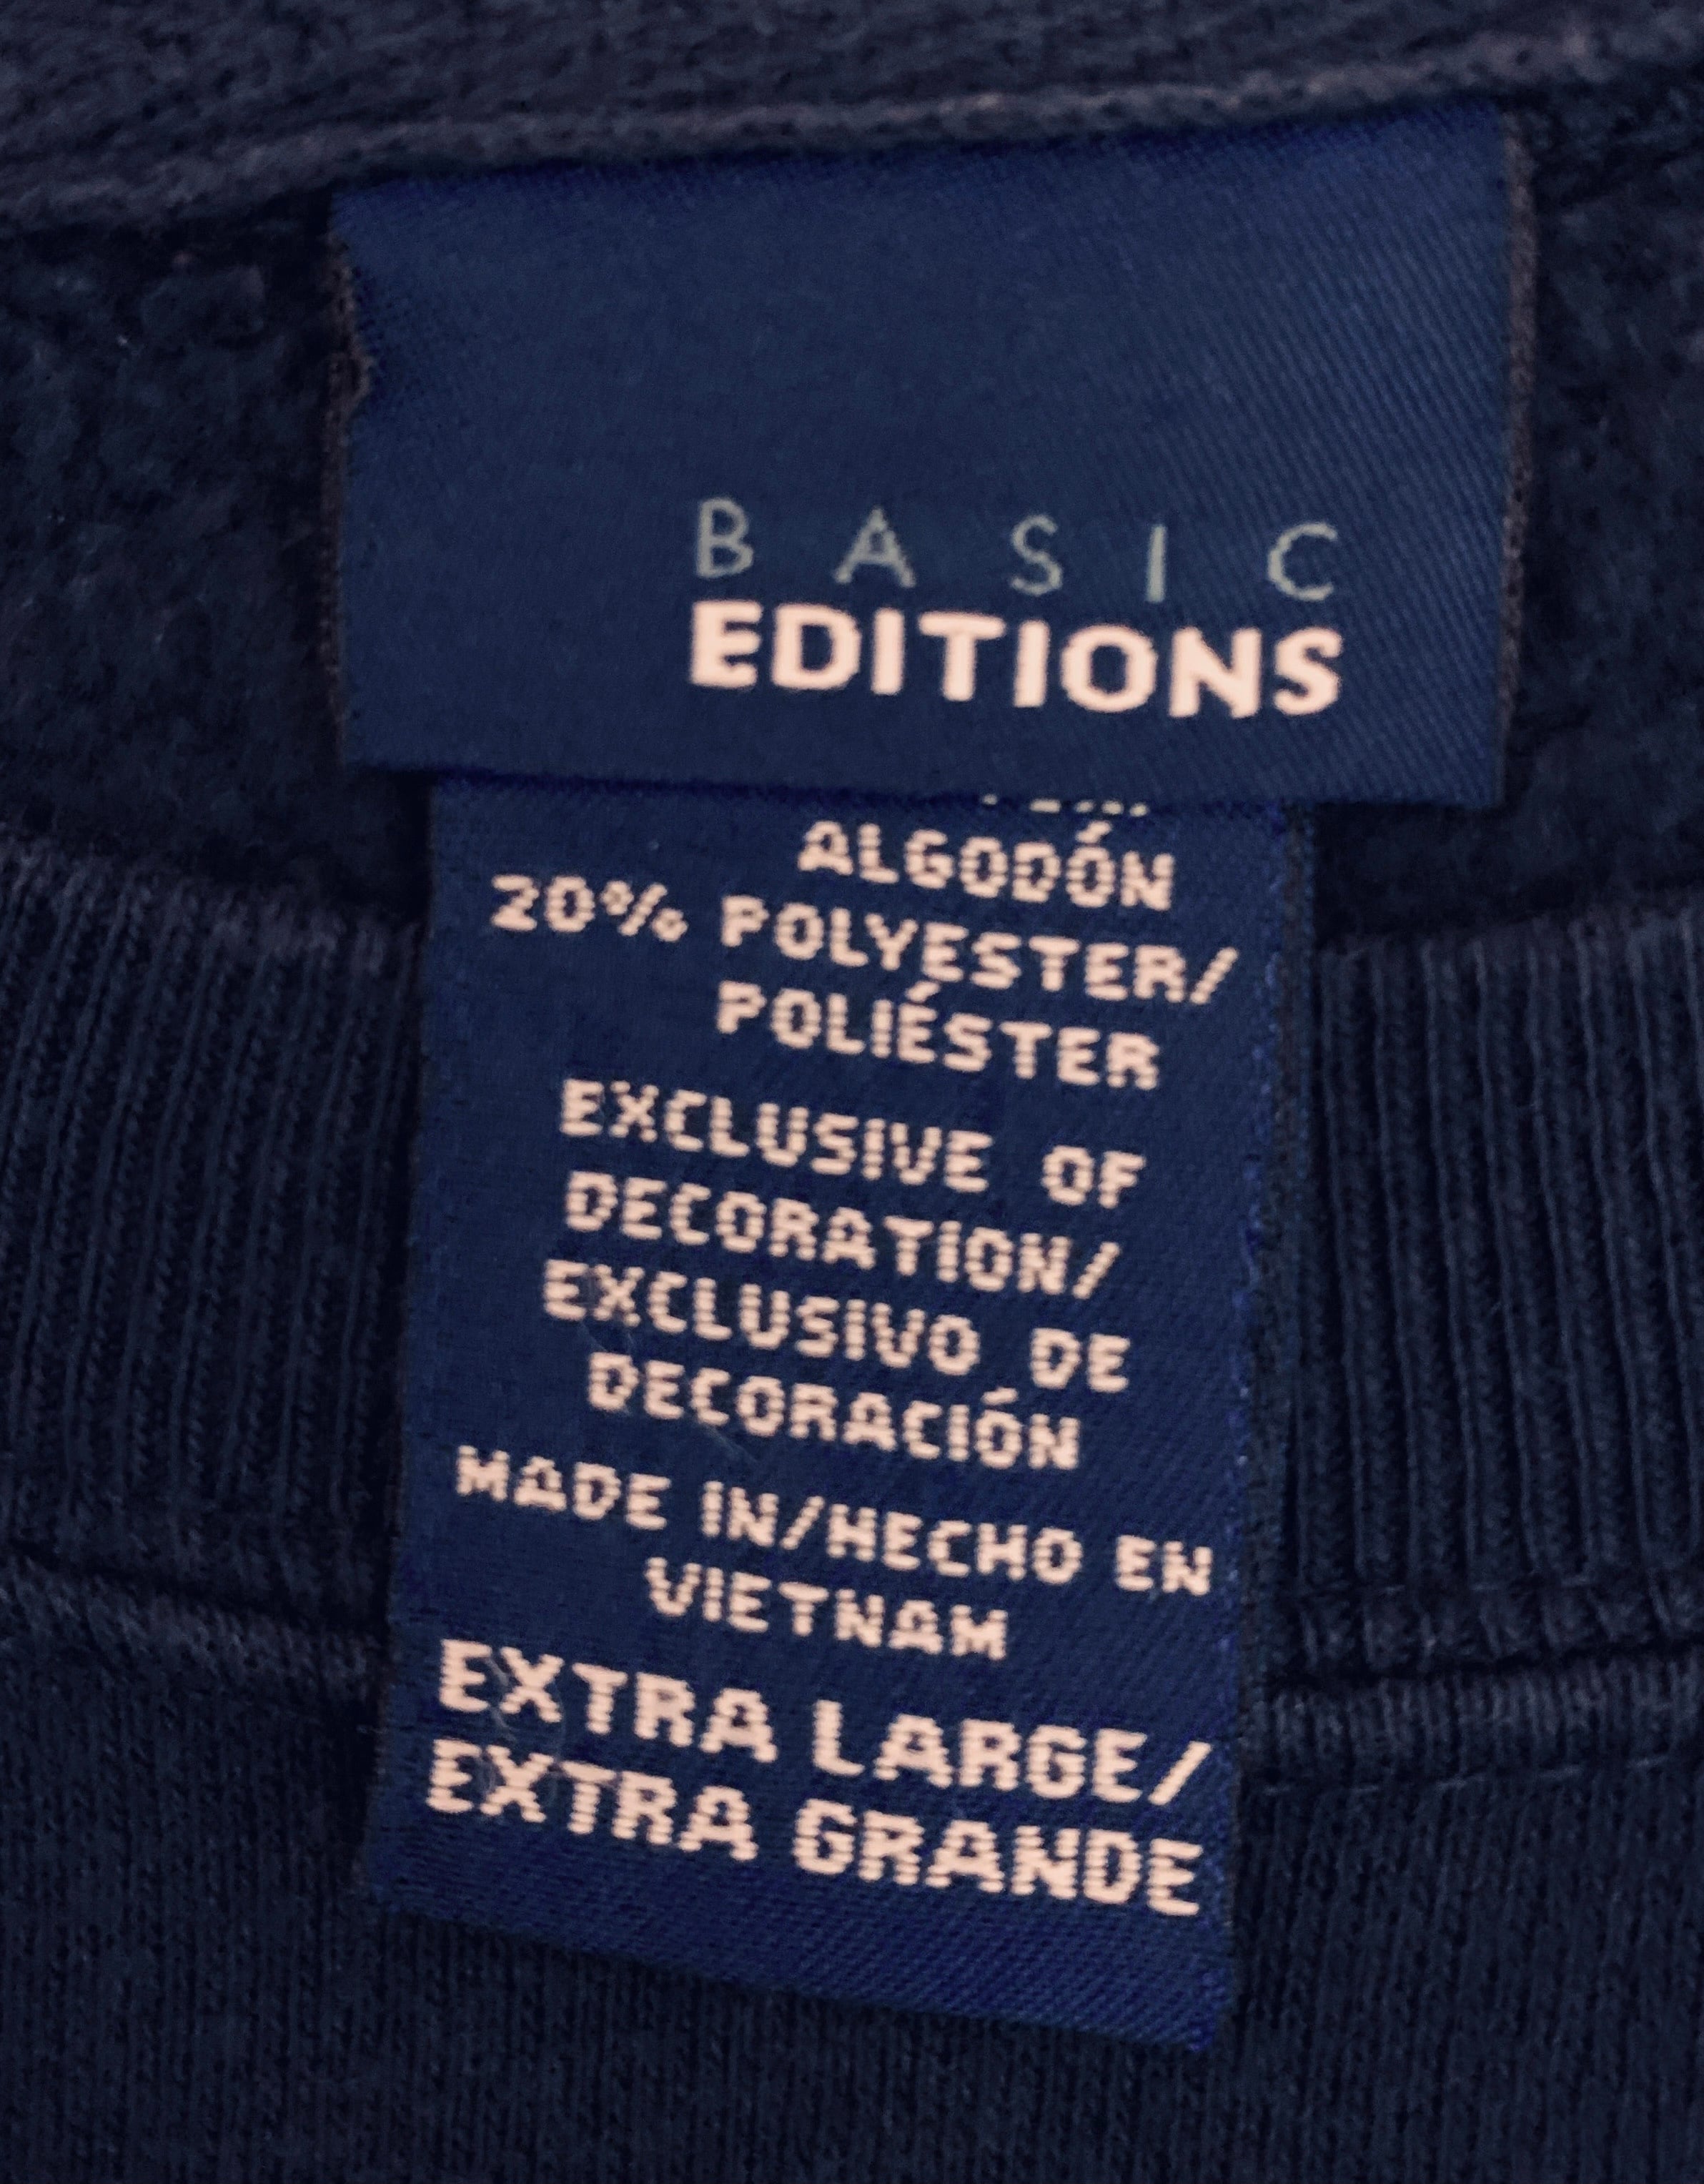 BASIC
EDITIONS
ALGODÓN
20% POLYESTER/
POLIÉSTER
EXCLUSIVE OF
DECORATION/
EXCLUSIVO DE
DECORACIÓN
MADE IN/HECHO EN
VIETNAM
EXTRA LARGE/
EXTRA GRANDE